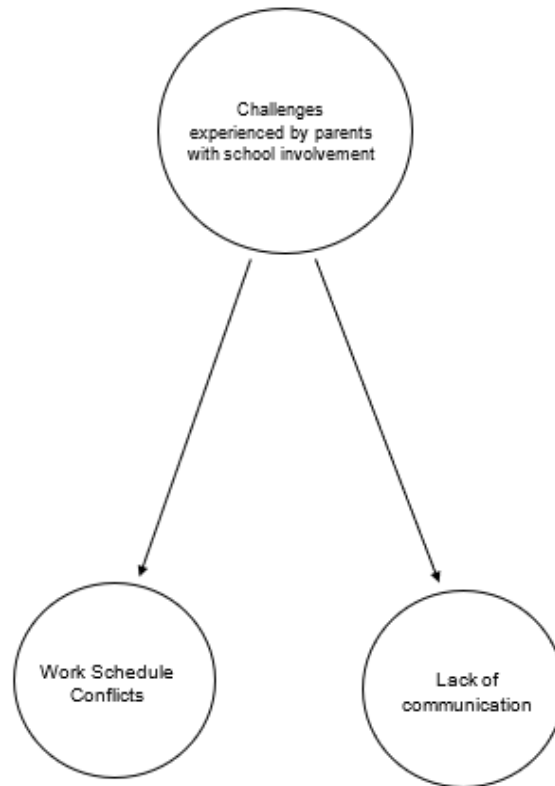 Challenges
experienced by parents
with school involvement
Work Schedule
Conflicts
Lack of
communication